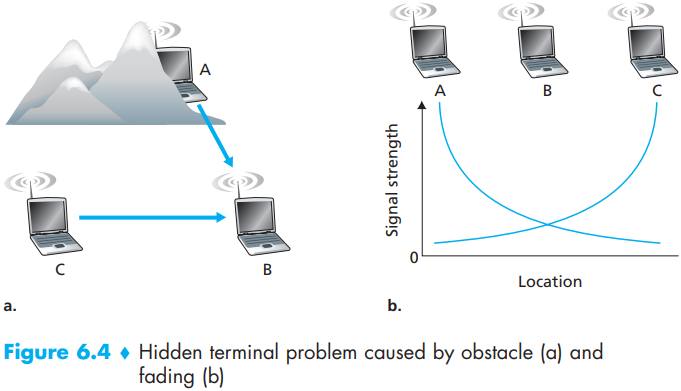 A
C
B
a.
A
B
C
Signal strength
0
Location
b.
Figure 6.4 ♦ Hidden terminal problem caused by obstacle (a) and
fading (b)